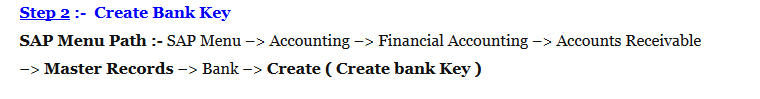 Step 2 :-  Create Bank Key
SAP Menu Path :- SAP Menu –> Accounting –> Financial Accounting –> Accounts Receivable
–> Master Records –> Bank –> Create ( Create bank Key )